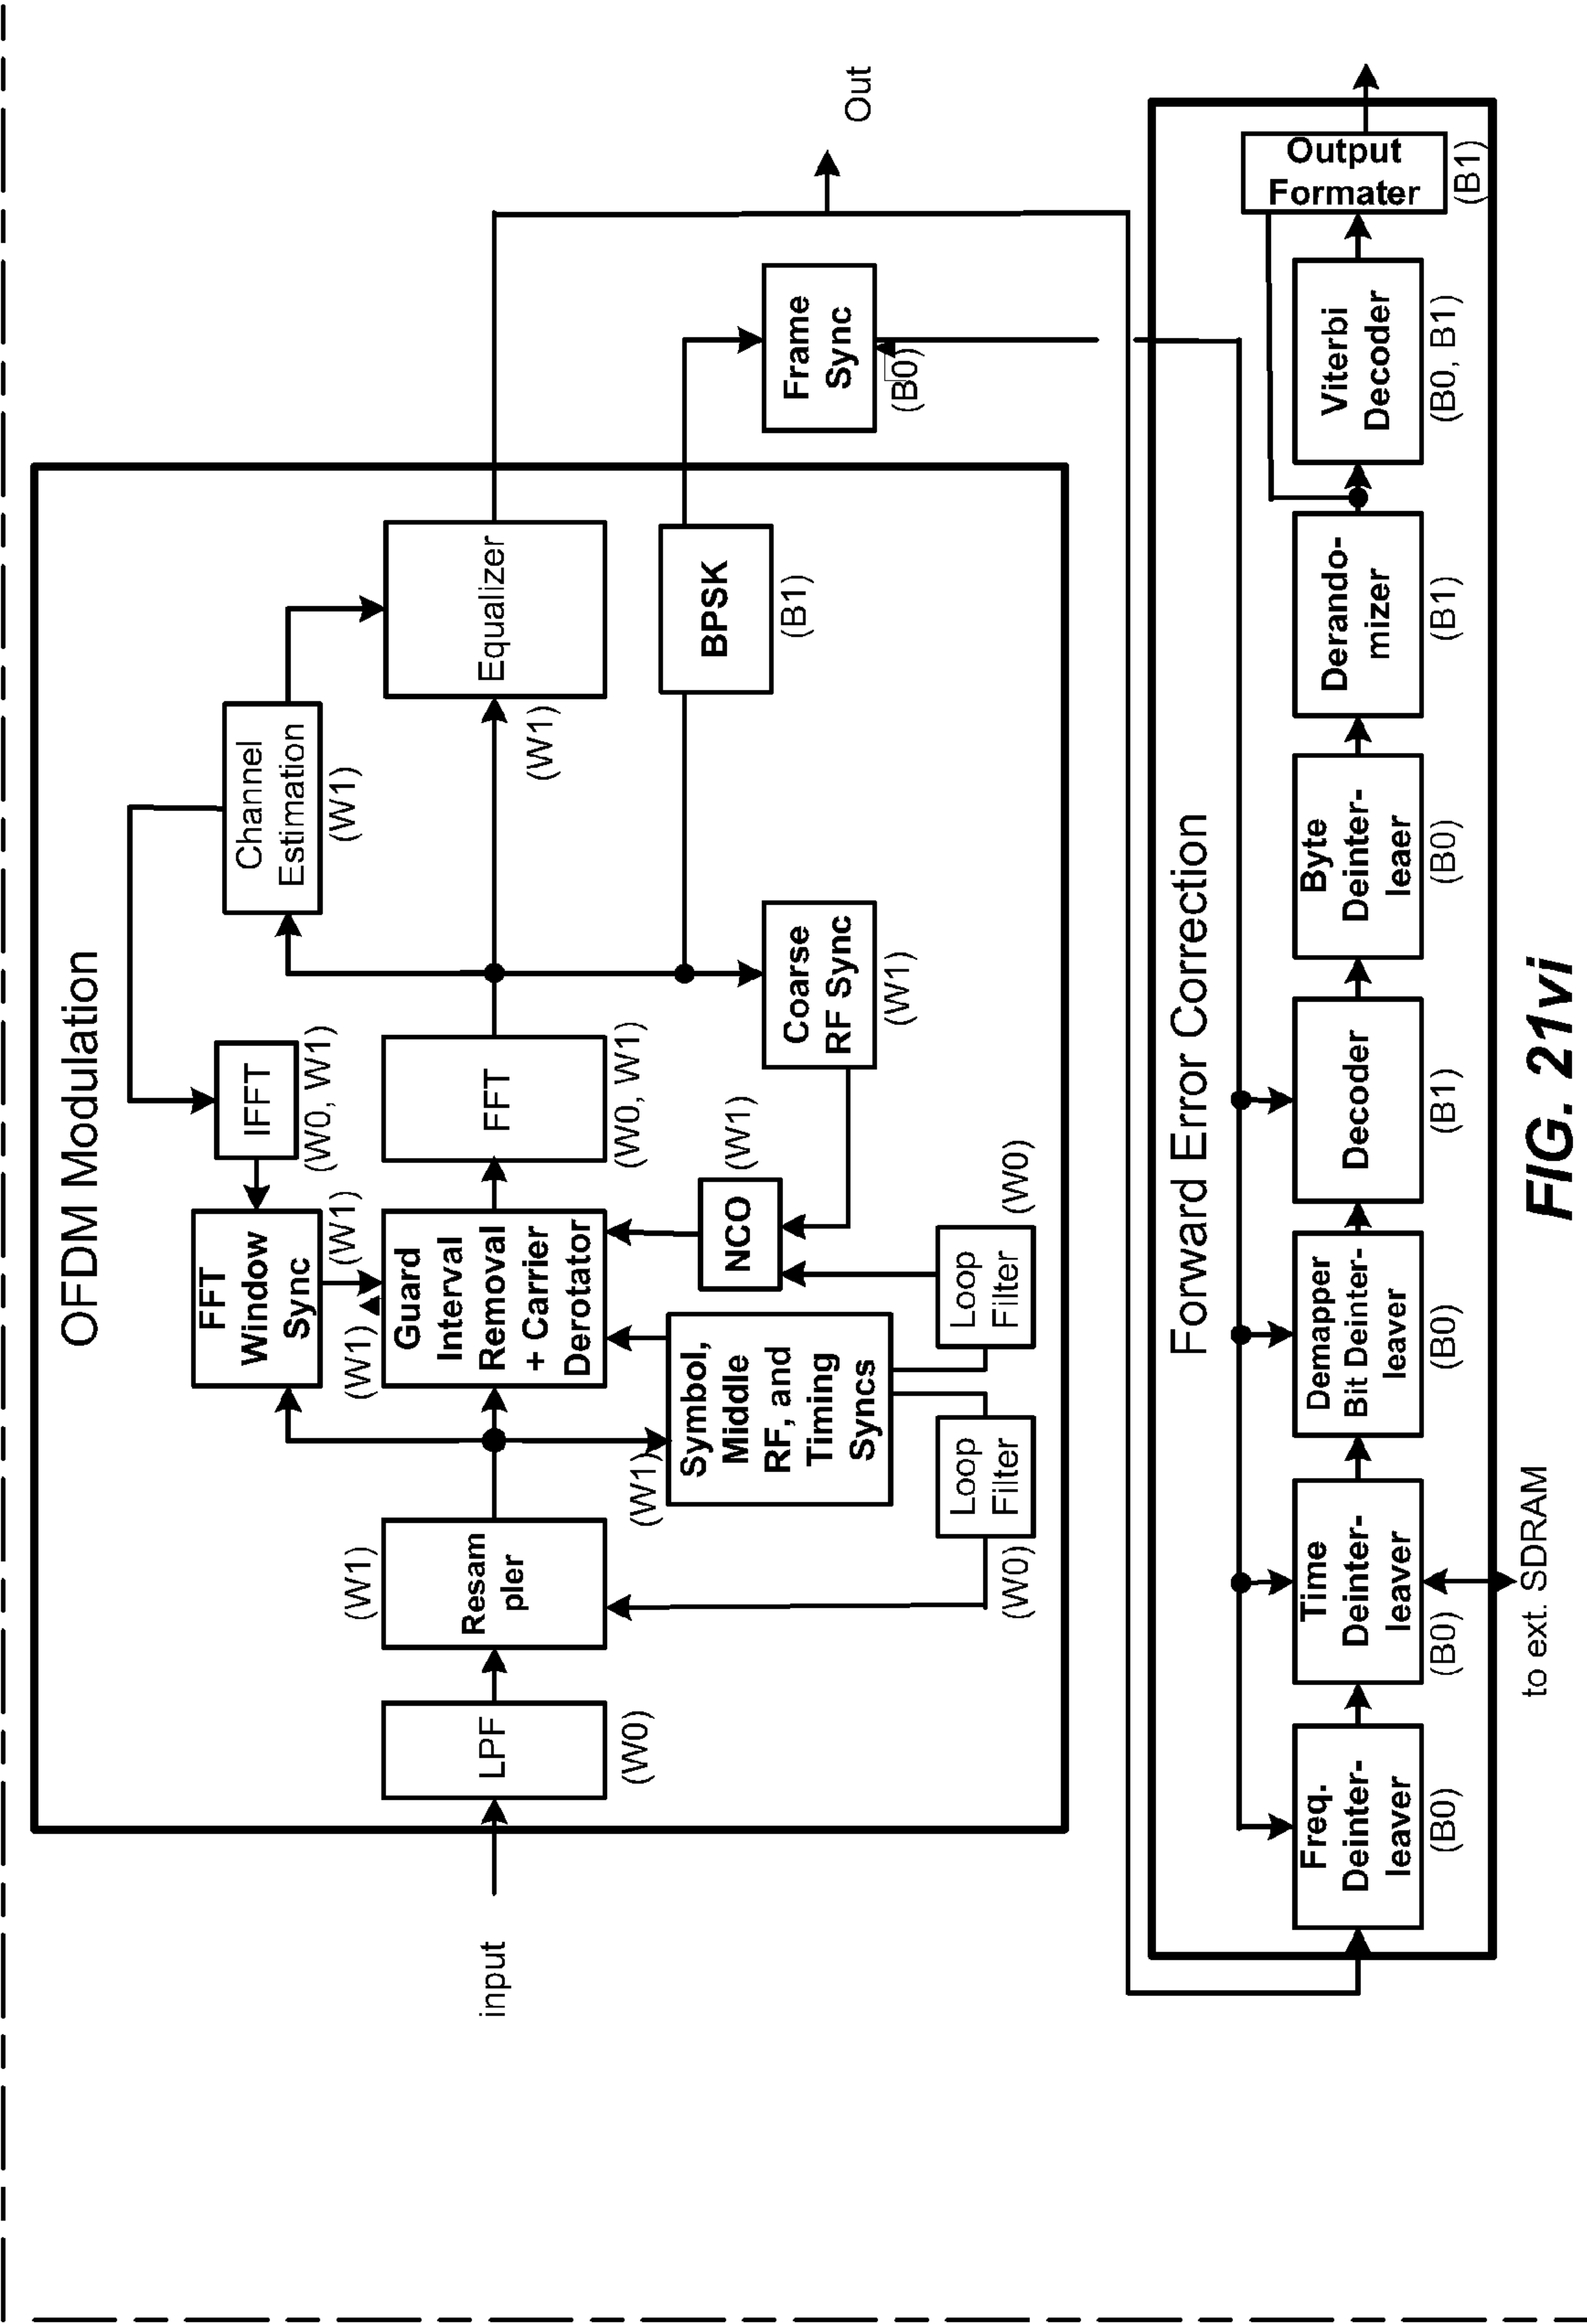 OFDM Modulation
FFT
Window
Sync
(W1)
IFFT
(W0, W1)
Channel
Estimation
(W1)
input
LPF
(W0)
(W1)
Resam
pler
(W1)
Guard
Interval
Removal
+ Carrier
Derotator
FFT
(W0, W1)
Equalizer
(W1)
(W1)
Symbol,
Middle
RF, and
Timing
Syncs
NCO
(W1)
Coarse
RF Sync
(W1)
BPSK
(B1)
Frame
Sync
(B0)
Out
Loop
Filter
(W0)
Loop
Filter
(W0)
Forward Error Correction
Freq.
Deinter-
leaver
(B0)
Time
Deinter-
leaver
(B0)
to ext. SDRAM
Demapper
Bit Deinter-
leaver
(B0)
Decoder
(B1)
Byte
Deinter-
leaer
(B0)
Derando-
mizer
(B1)
Viterbi
Decoder
(B0, B1)
Output
Formater
(B1)
FIG. 21vi